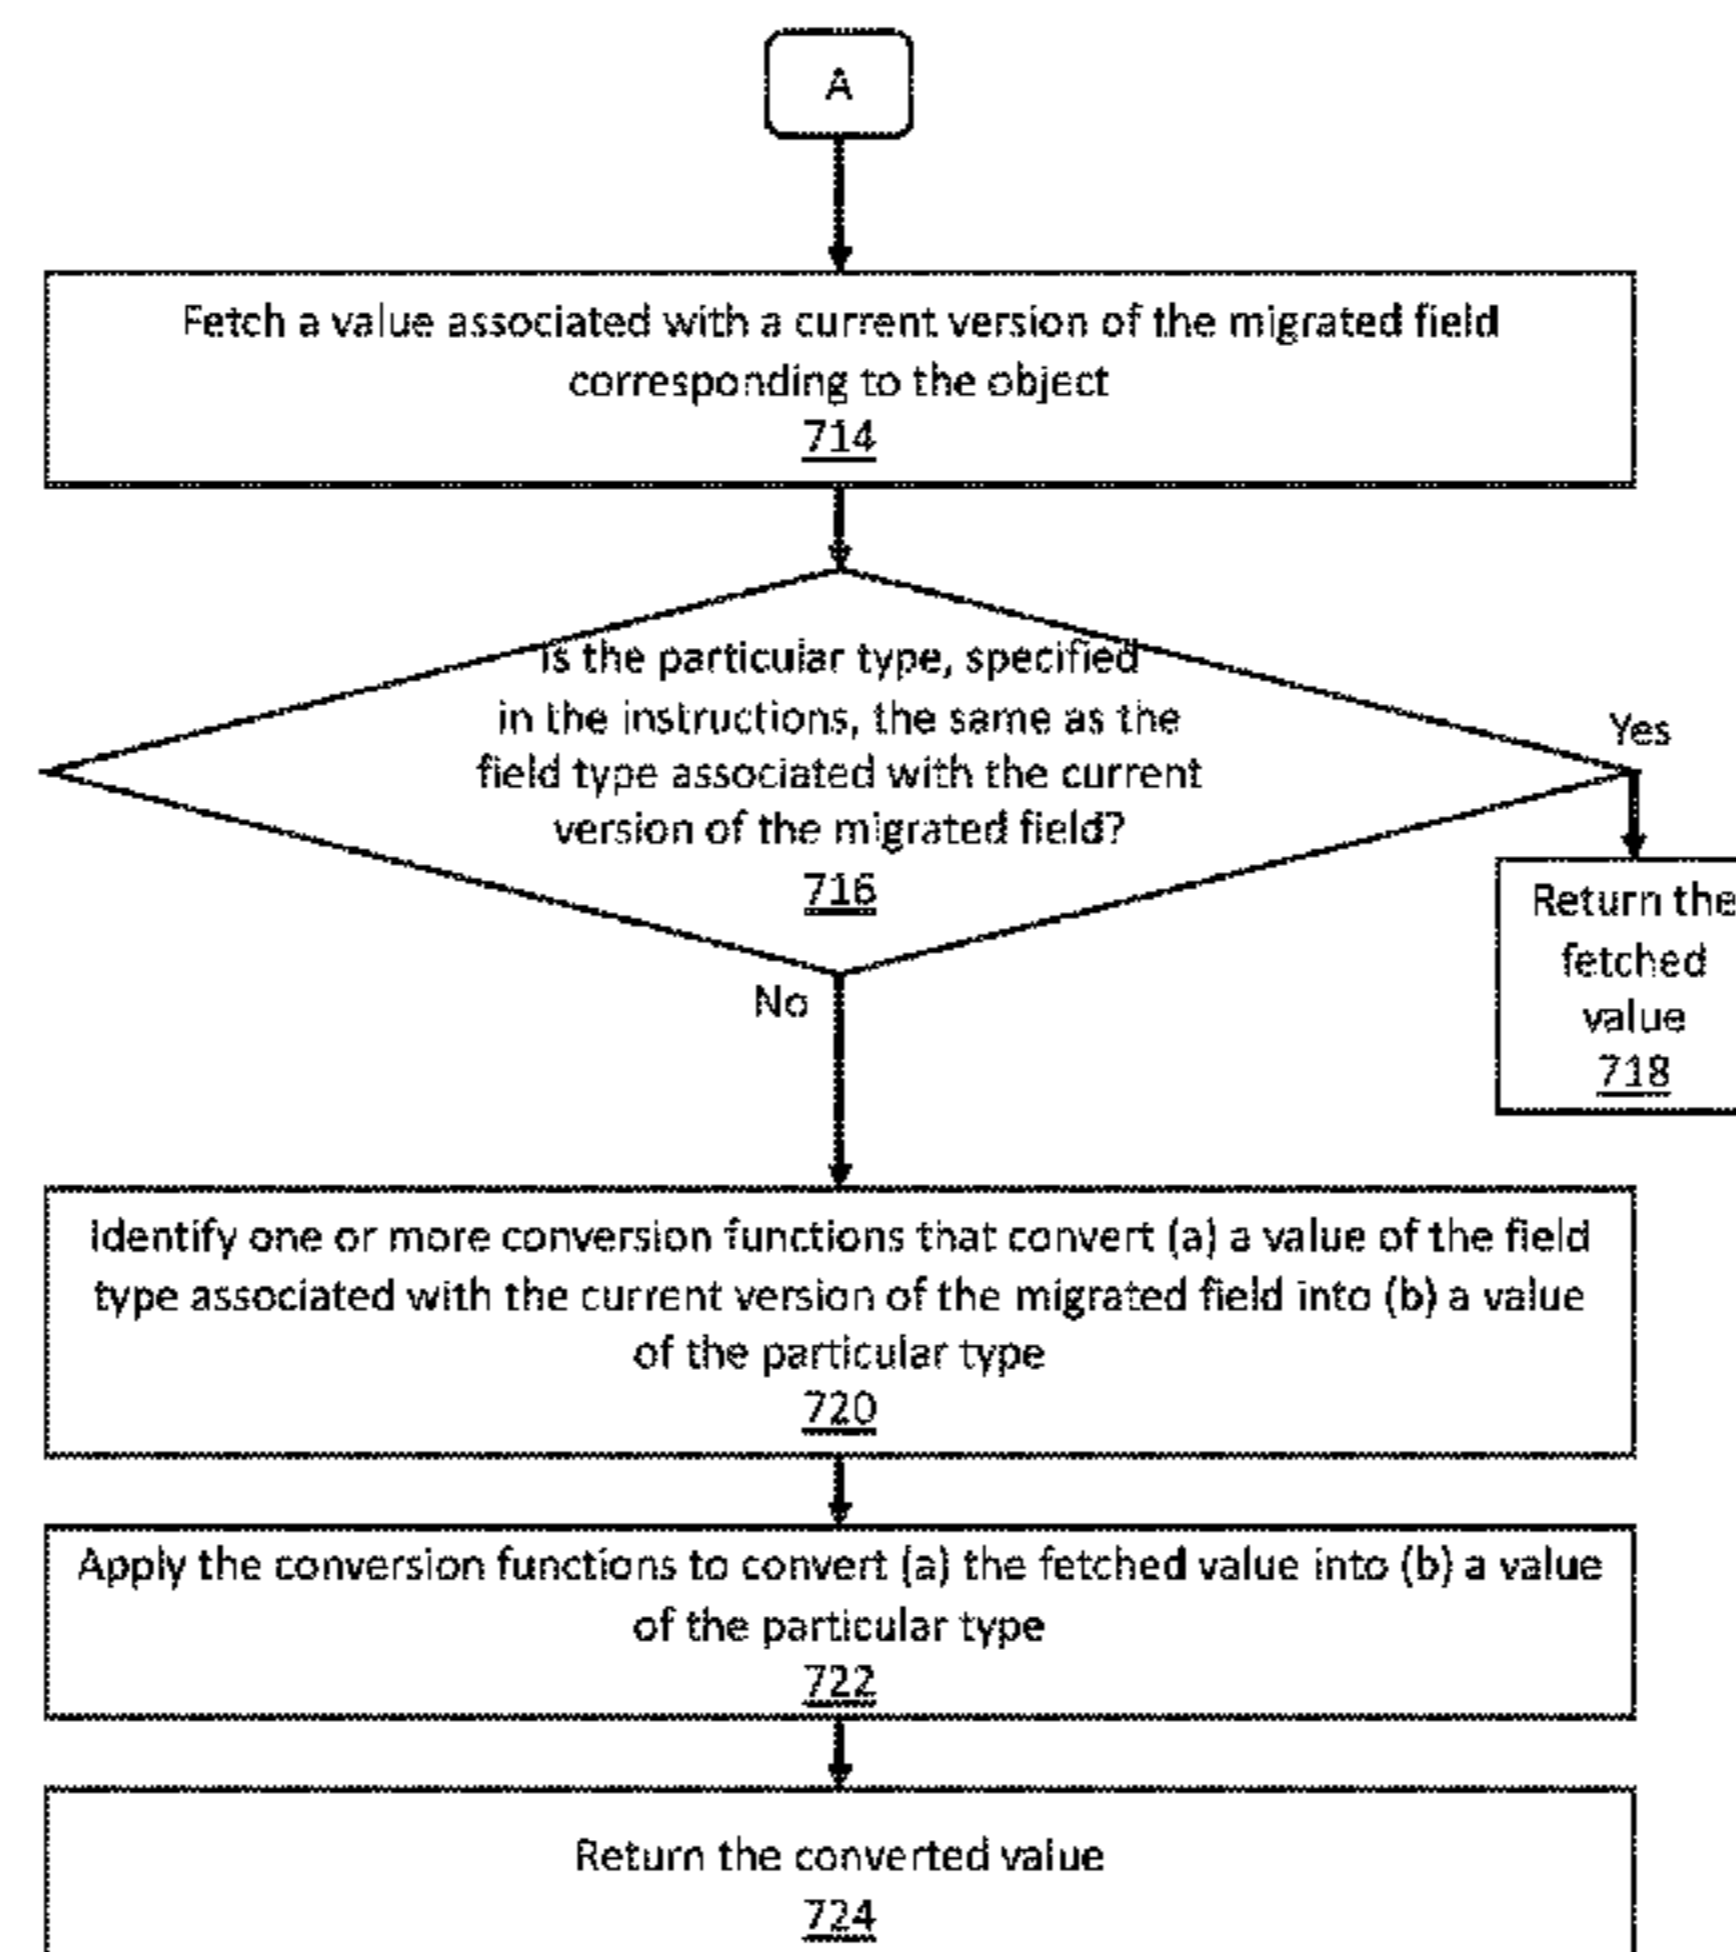 A
Fetch a value associated with a current version of the migrated field
corresponding to the object
714
Is the particular type, specified
in the instructions, the same as the
field type associated with the current
version of the migrated field?
716
Yes
Return the
fetched
value
718
No
Identify one or more conversion functions that convert (a) a value of the field
type associated with the current version of the migrated field into (b) a value
of the particular type
720
Apply the conversion functions to convert (a) the fetched value into (b) a value
of the particular type
722
Return the converted value
724